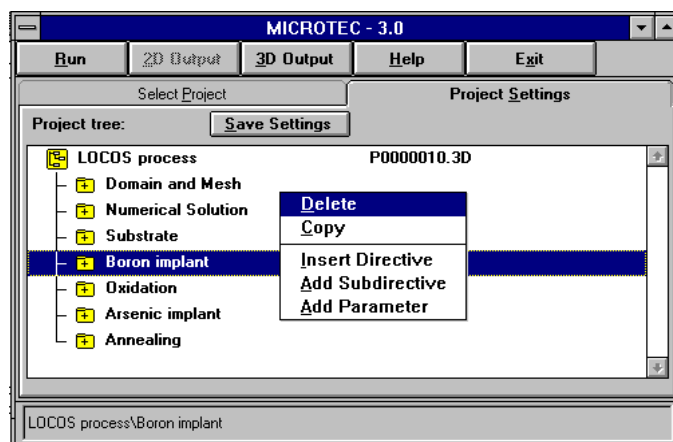 MICROTEC - 3.0
Run 2D Output 3D Output Help Exit
Select Project Project Settings
Project tree: Save Settings
LOCOS process P0000010.3D
Domain and Mesh
Numerical Solution
Substrate
Boron implant
Oxidation
Arsenic implant
Annealing
Delete
Copy
Insert Directive
Add Subdirective
Add Parameter
LOCOS process\Boron implant